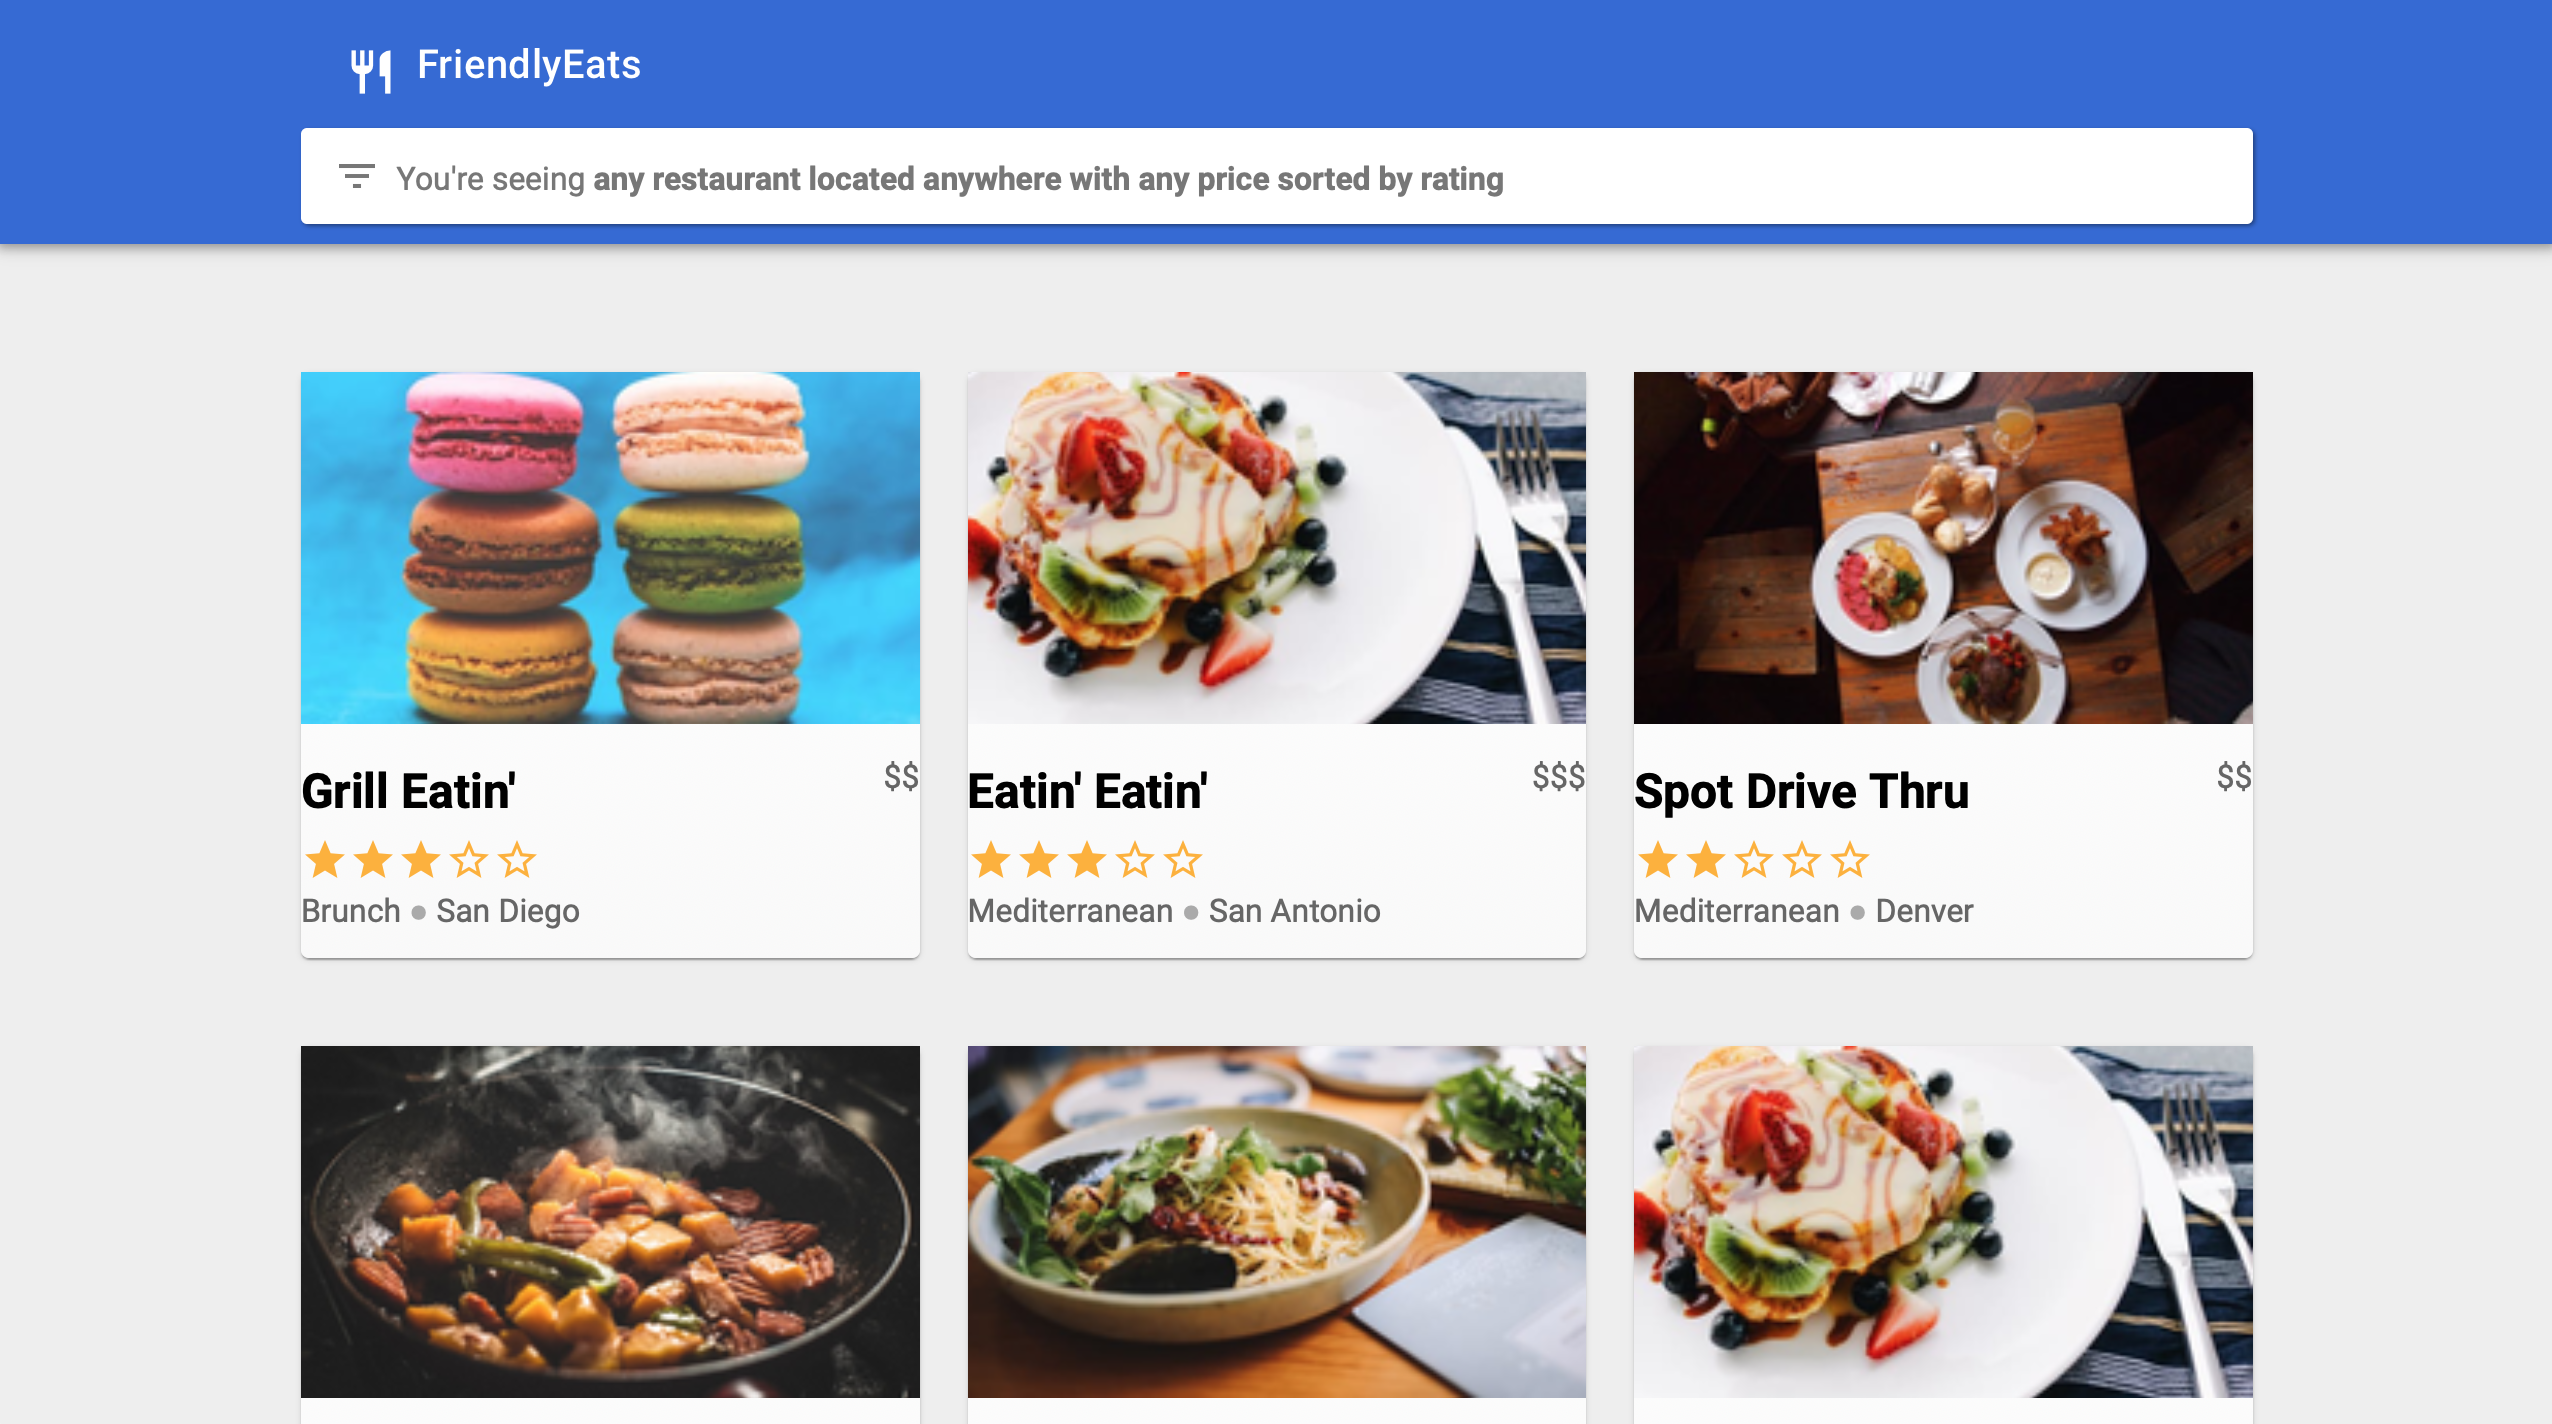 FriendlyEats
You're seeing any restaurant located anywhere with any price sorted by rating
Grill Eatin'
$$
Brunch ● San Diego
Eatin' Eatin'
$$$
Mediterranean ● San Antonio
Spot Drive Thru
$$
Mediterranean ● Denver